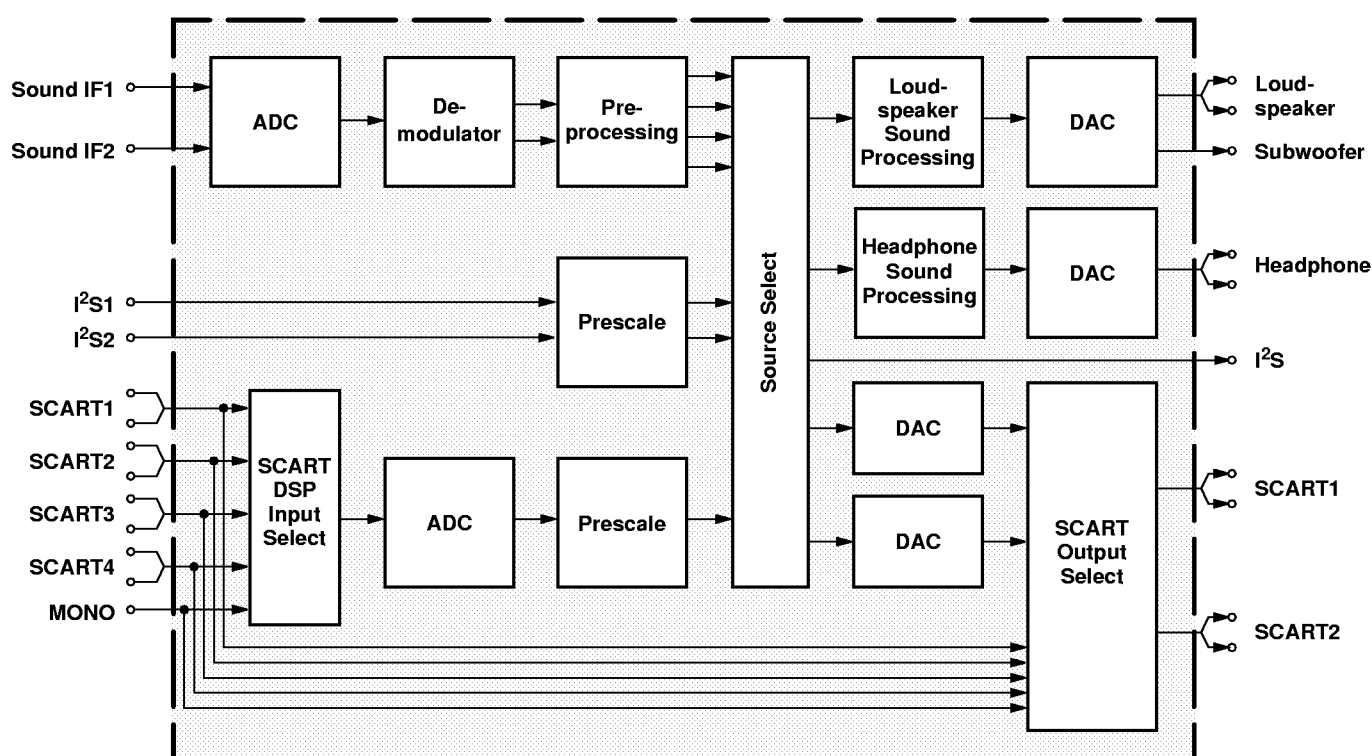 Sound IF1
Sound IF2
ADC
De-
modulator
Pre-
processing
Loud-
speaker
Sound
Processing
DAC
Loud-
speaker
Subwoofer
Headphone
Sound
Processing
DAC
Headphone
I²S1
I²S2
Prescale
Source Select
I²S
SCART1
SCART2
SCART3
SCART4
MONO
SCART
DSP
Input
Select
ADC
Prescale
DAC
DAC
SCART
Output
Select
SCART1
SCART2